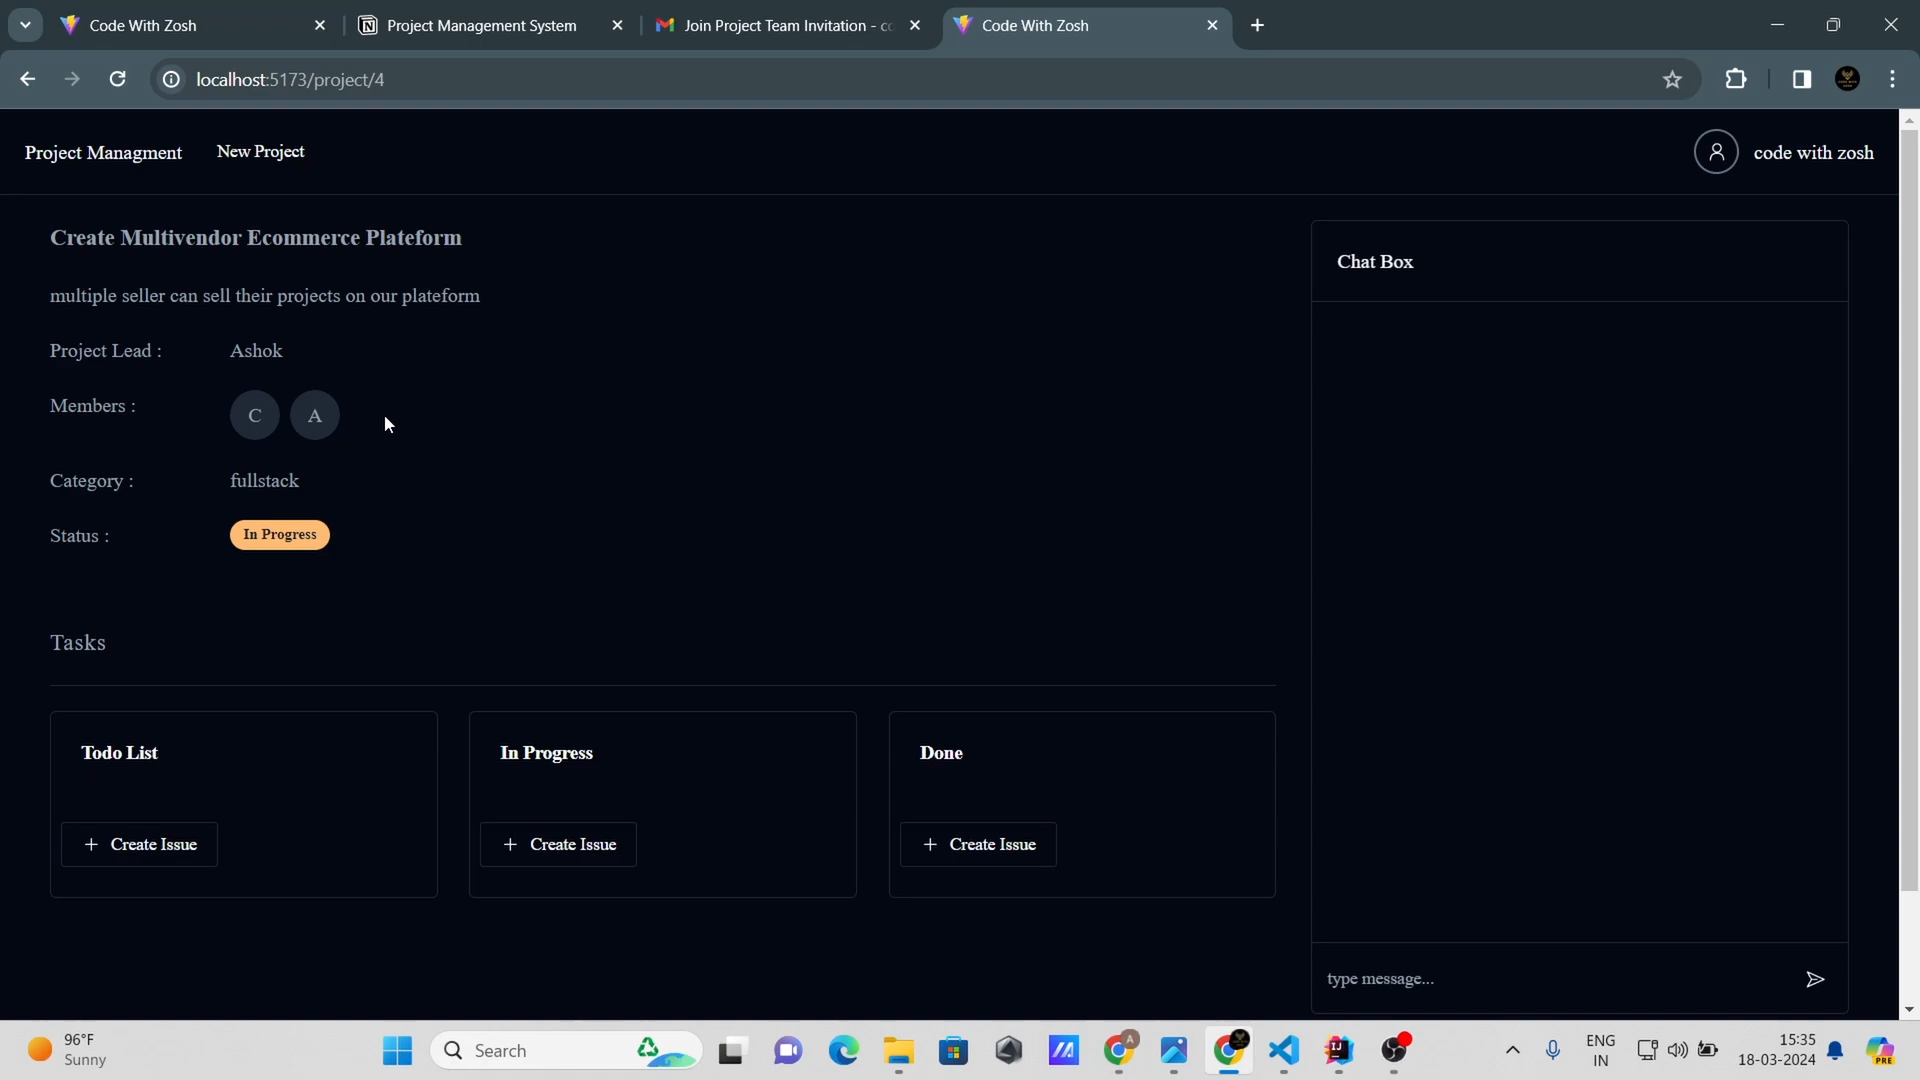 Code With Zosh
Project Management System
Join Project Team Invitation - co
Code With Zosh
localhost:5173/project/4
Project Managment
New Project
code with zosh
Create Multivendor Ecommerce Plateform
multiple seller can sell their projects on our plateform
Project Lead :
Ashok
Members :
C
A
Category :
fullstack
Status :
In Progress
Tasks
Todo List
Create Issue
In Progress
Create Issue
Done
Create Issue
Chat Box
type message...
96°F
Sunny
Search
ENG
IN
15:35
18-03-2024